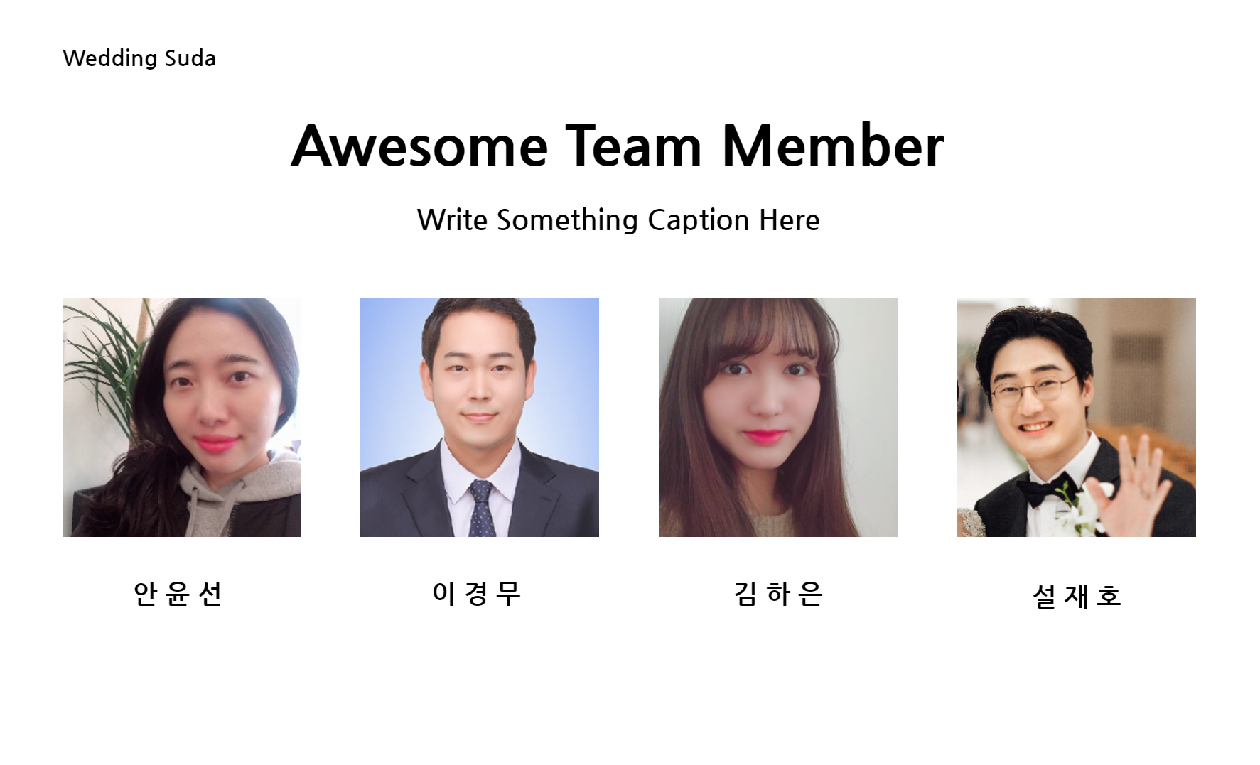 Wedding Suda
Awesome Team Member
Write Something Caption Here
안 윤 선
이 경 무
김 하 은
설 재 호